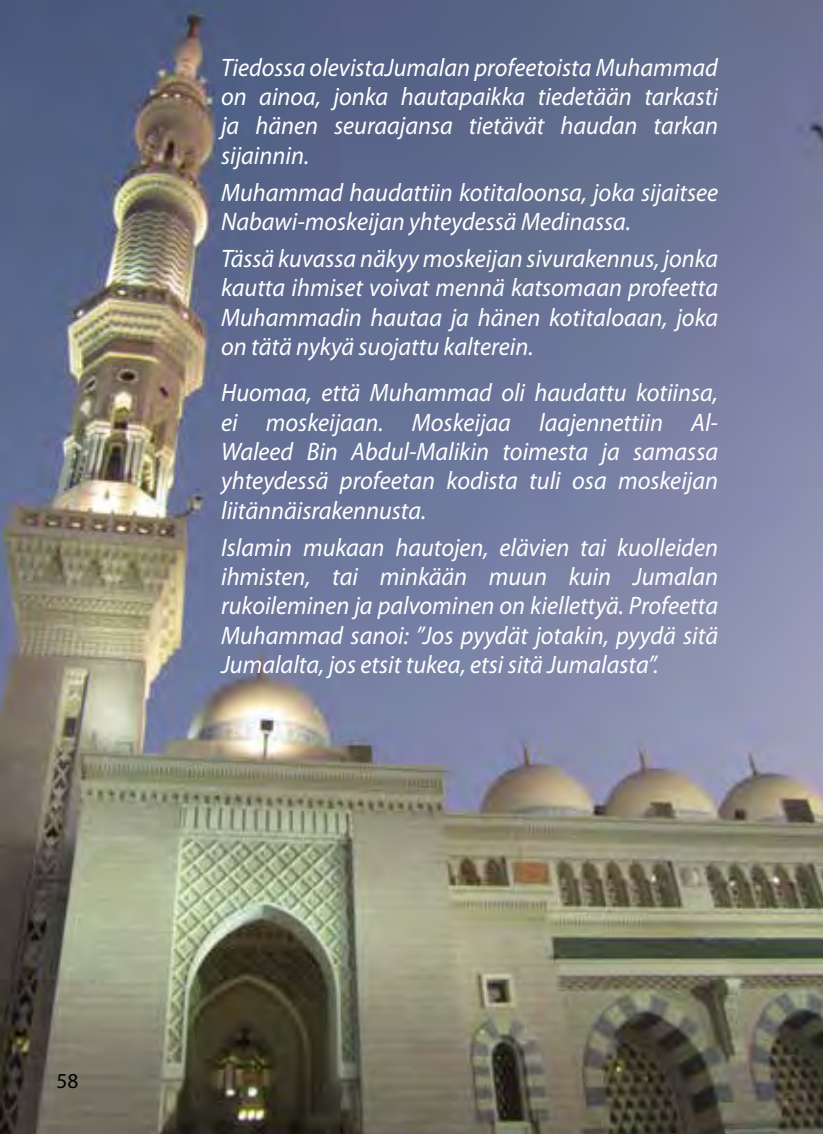 Tiedossa olevistaJumalan profeetoista Muhammad
on ainoa, jonka hautapaikka tiedetään tarkasti
ja hänen seuraajansa tietävät haudan tarkan
sijainnin.
Muhammad haudattiin kotitaloonsa, joka sijaitsee
Nabawi-moskeijan yhteydessä Medinassa.
Tässä kuvassa näkyy moskeijan sivurakennus, jonka
kautta ihmiset voivat mennä katsomaan profeetta
Muhammadin hautaa ja hänen kotitaloaan, joka
on tätä nykyä suojattu kalterein.
Huomaa, että Muhammad oli haudattu kotiinsa,
ei moskeijaan. Moskeijaa laajennettiin Al-
Waleed Bin Abdul-Malikin toimesta ja samassa
yhteydessä profeetan kodista tuli osa moskeijan
liitännäisrakennusta.
Islamin mukaan hautojen, elävien tai kuolleiden
ihmisten, tai minkään muun kuin Jumalan
rukoileminen ja palvominen on kiellettyä. Profeetta
Muhammad sanoi: ”Jos pyydät jotakin, pyydä sitä
Jumalalta, jos etsit tukea, etsi sitä Jumalasta”.
58